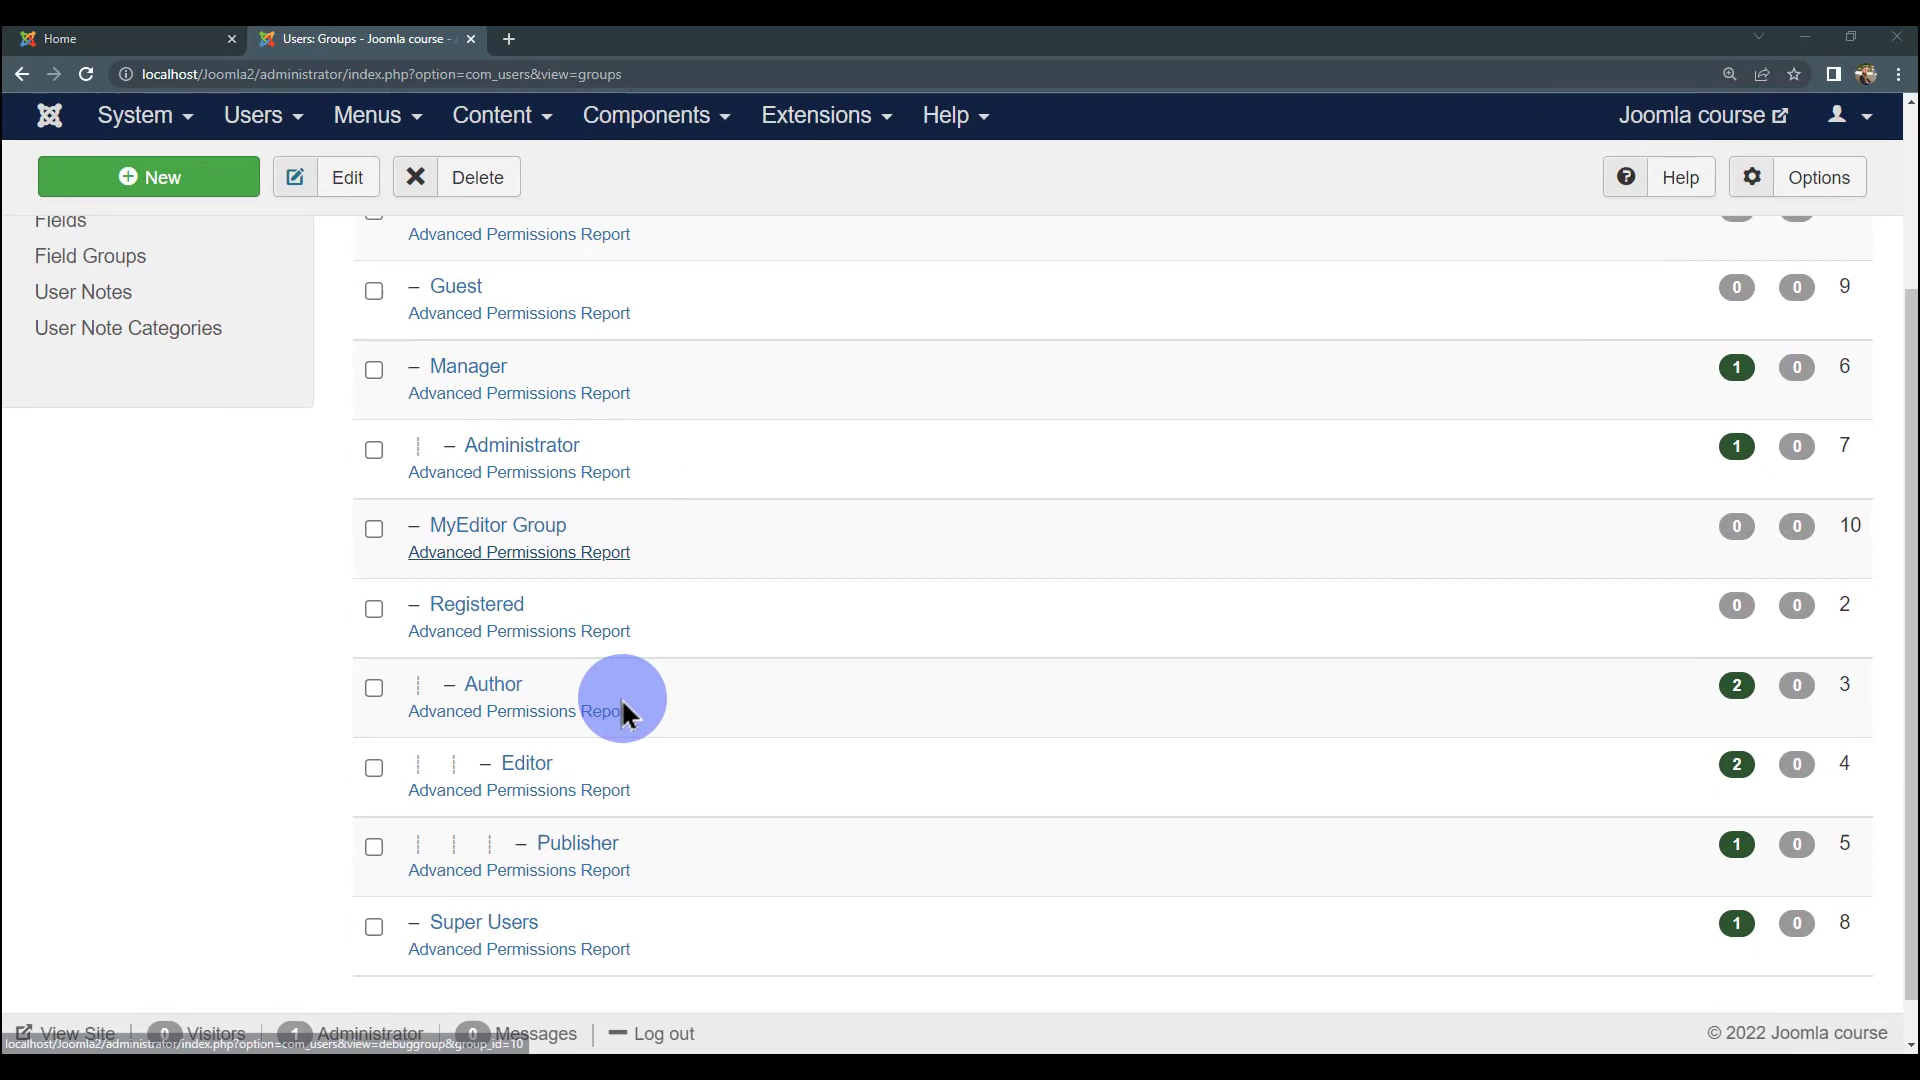 Home
Users: Groups - Joomla course -
localhost/Joomla2/administrator/index.php?option=com_users&view=groups
System Users Menus Content Components Extensions Help Joomla course
New Edit Delete Help Options
Fields
Field Groups
User Notes
User Note Categories
Advanced Permissions Report
– Guest 0 0 9
Advanced Permissions Report
– Manager 1 0 6
Advanced Permissions Report
– Administrator 1 0 7
Advanced Permissions Report
– MyEditor Group 0 0 10
Advanced Permissions Report
– Registered 0 0 2
Advanced Permissions Report
– Author 2 0 3
Advanced Permissions Report
– Editor 2 0 4
Advanced Permissions Report
– Publisher 1 0 5
Advanced Permissions Report
– Super Users 1 0 8
Advanced Permissions Report
View Site 0 Visitors 1 Administrator 0 Messages Log out © 2022 Joomla course
localhost/Joomla2/administrator/index.php?option=com_users&view=debuggroup&group_id=10